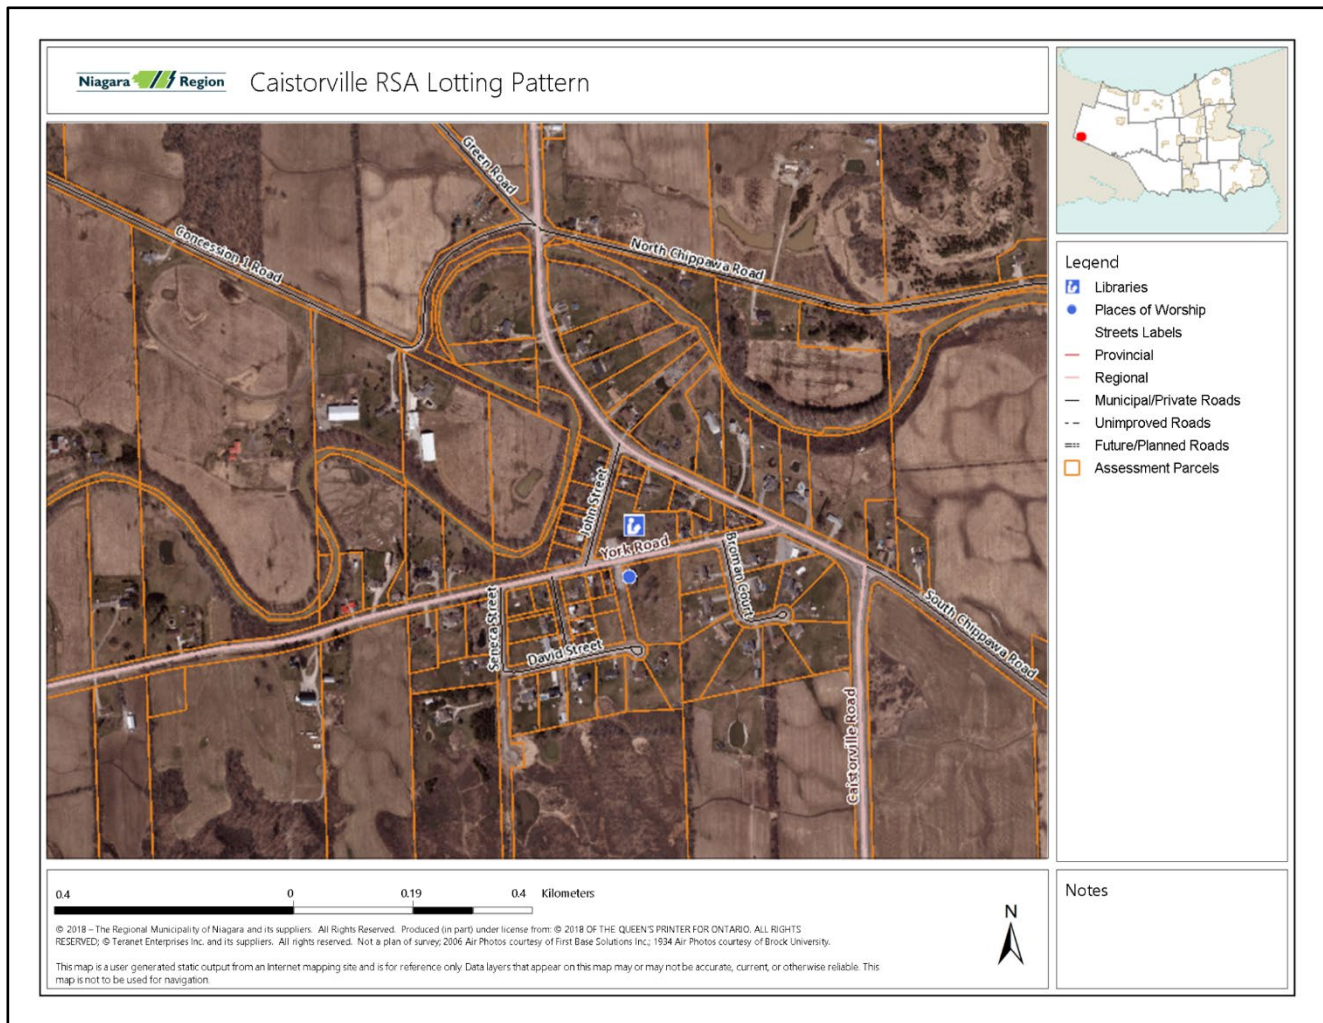 Niagara Region
Caistorville RSA Lotting Pattern
Green Road
Concession 1 Road
North Chippawa Road
John Street
York Road
Broman Court
Seneca Street
David Street
South Chippawa Road
Caistorville Road
Legend
Libraries
Places of Worship
Streets Labels
Provincial
Regional
Municipal/Private Roads
Unimproved Roads
Future/Planned Roads
Assessment Parcels
0.4 0 0.19 0.4 Kilometers
© 2018 – The Regional Municipality of Niagara and its suppliers. All Rights Reserved. Produced (in part) under license from: © 2018 OF THE QUEEN'S PRINTER FOR ONTARIO. ALL RIGHTS
RESERVED; © Teranet Enterprises Inc. and its suppliers. All rights reserved. Not a plan of survey; 2006 Air Photos courtesy of First Base Solutions Inc.; 1934 Air Photos courtesy of Brock University.
This map is a user generated static output from an Internet mapping site and is for reference only. Data layers that appear on this map may or may not be accurate, current, or otherwise reliable. This
map is not to be used for navigation.
N
Notes